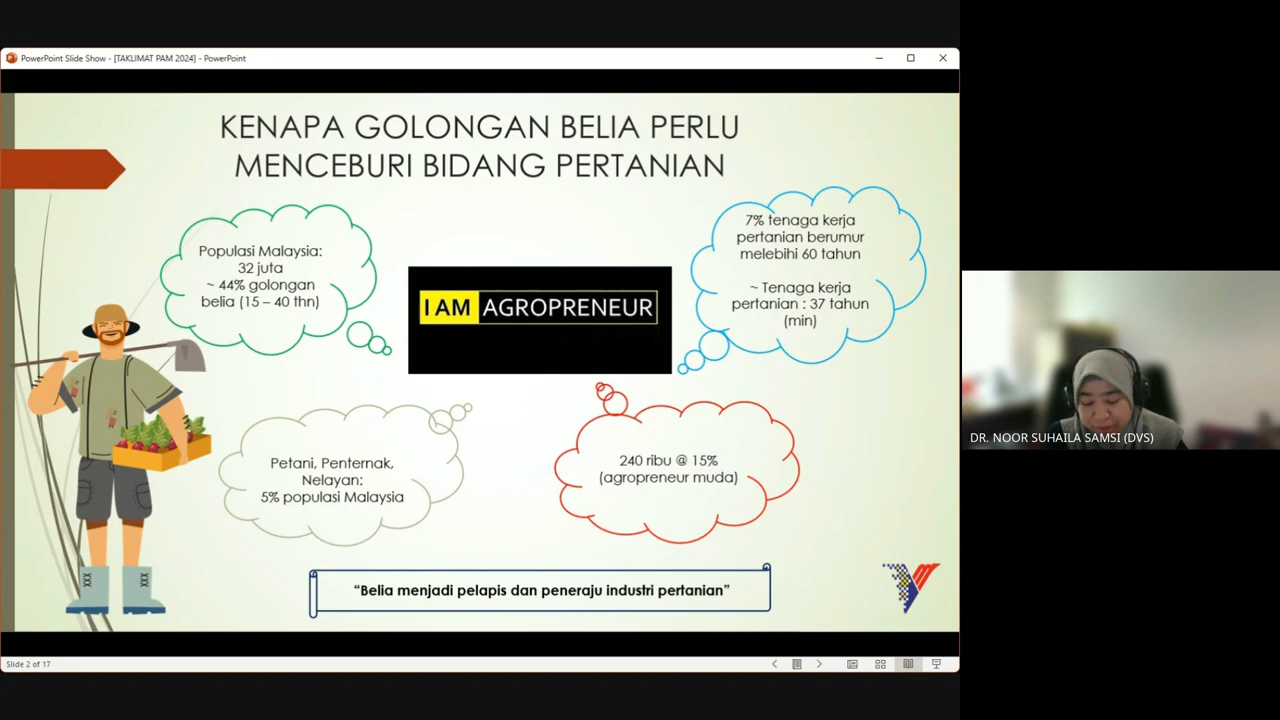 PowerPoint Slide Show - [TAKLIMAT PAM 2024] - PowerPoint
KENAPA GOLONGAN BELIA PERLU
MENCEBURI BIDANG PERTANIAN
Populasi Malaysia:
32 juta
~ 44% golongan
belia (15 – 40 thn)
I AM AGROPRENEUR
7% tenaga kerja
pertanian berumur
melebihi 60 tahun
~ Tenaga kerja
pertanian : 37 tahun
(min)
Petani, Penternak,
Nelayan:
5% populasi Malaysia
240 ribu @ 15%
(agropreneur muda)
“Belia menjadi pelapis dan peneraju industri pertanian”
Slide 2 of 17
DR. NOOR SUHAILA SAMSI (DVS)